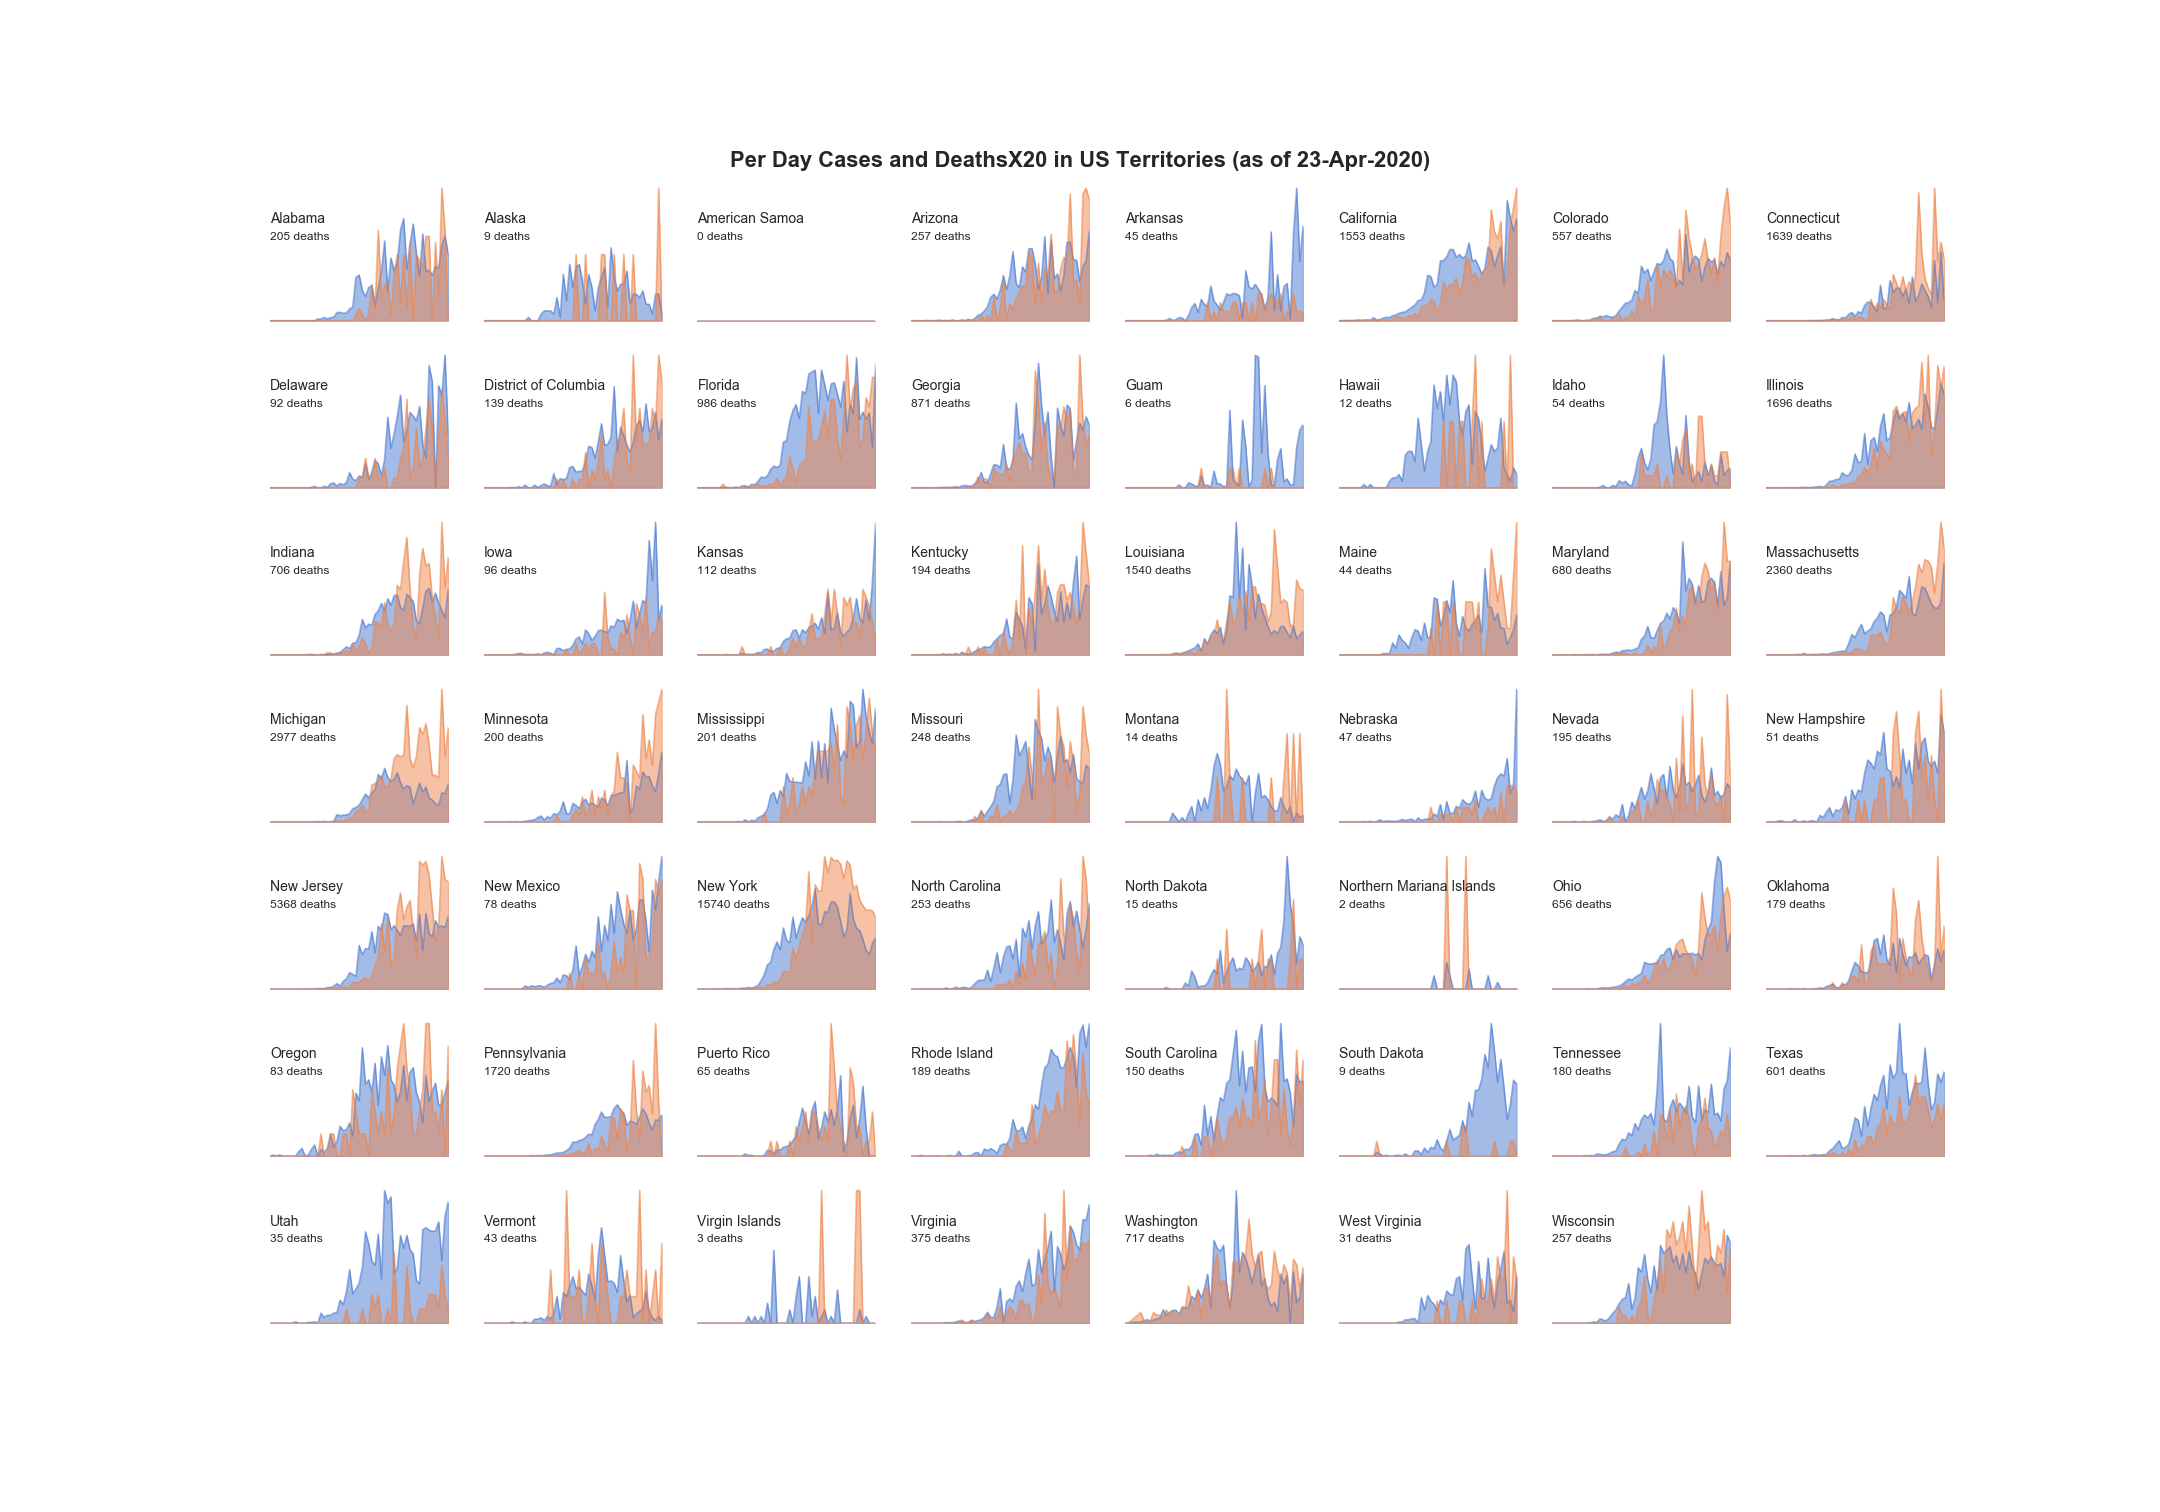 Per Day Cases and DeathsX20 in US Territories (as of 23-Apr-2020)
Alabama
205 deaths
Alaska
9 deaths
American Samoa
0 deaths
Arizona
257 deaths
Arkansas
45 deaths
California
1553 deaths
Colorado
557 deaths
Connecticut
1639 deaths
Delaware
92 deaths
District of Columbia
139 deaths
Florida
986 deaths
Georgia
871 deaths
Guam
6 deaths
Hawaii
12 deaths
Idaho
54 deaths
Illinois
1696 deaths
Indiana
706 deaths
Iowa
96 deaths
Kansas
112 deaths
Kentucky
194 deaths
Louisiana
1540 deaths
Maine
44 deaths
Maryland
680 deaths
Massachusetts
2360 deaths
Michigan
2977 deaths
Minnesota
200 deaths
Mississippi
201 deaths
Missouri
248 deaths
Montana
14 deaths
Nebraska
47 deaths
Nevada
195 deaths
New Hampshire
51 deaths
New Jersey
5368 deaths
New Mexico
78 deaths
New York
15740 deaths
North Carolina
253 deaths
North Dakota
15 deaths
Northern Mariana Islands
2 deaths
Ohio
656 deaths
Oklahoma
179 deaths
Oregon
83 deaths
Pennsylvania
1720 deaths
Puerto Rico
65 deaths
Rhode Island
189 deaths
South Carolina
150 deaths
South Dakota
9 deaths
Tennessee
180 deaths
Texas
601 deaths
Utah
35 deaths
Vermont
43 deaths
Virgin Islands
3 deaths
Virginia
375 deaths
Washington
717 deaths
West Virginia
31 deaths
Wisconsin
257 deaths